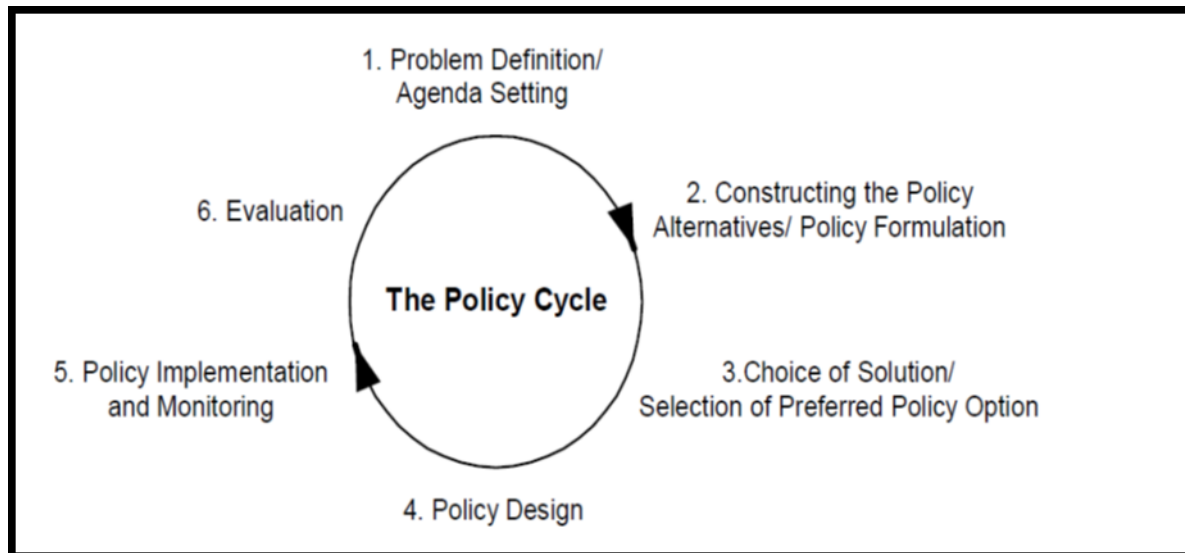 1. Problem Definition/
Agenda Setting
2. Constructing the Policy
Alternatives/ Policy Formulation
3.Choice of Solution/
Selection of Preferred Policy Option
4. Policy Design
5. Policy Implementation
and Monitoring
6. Evaluation
The Policy Cycle